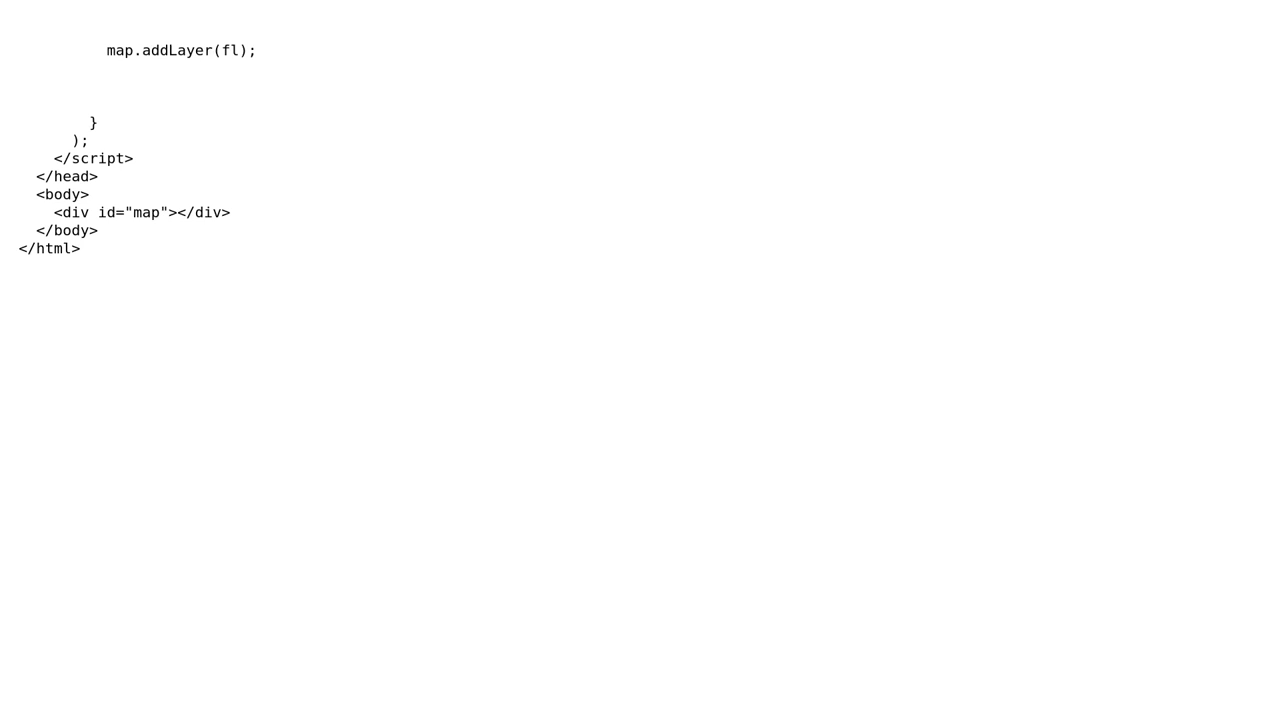 map.addLayer(fl);
}
);
</script>
</head>
<body>
<div id="map"></div>
</body>
</html>